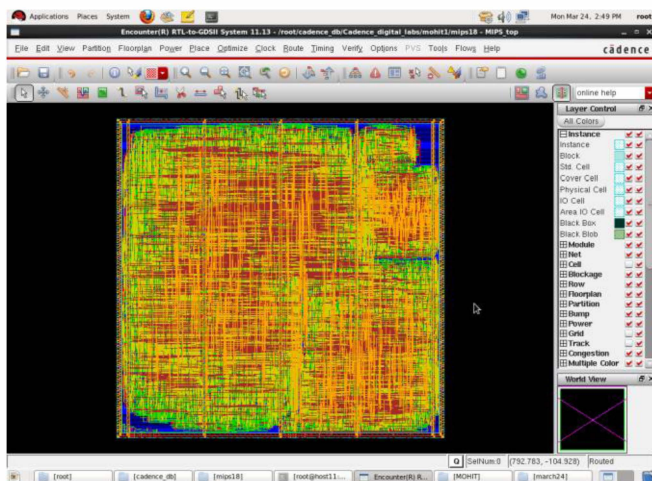 Applications Places System Mon Mar 24, 2:49 PM root
Encounter(R) RTL-to-GDSII System 11.13 - /root/cadence_db/Cadence_digital_labs/mohit1/mips18 - MIPS_top
File Edit View Partition Floorplan Power Place Optimize Clock Route Timing Verify Options PVS Tools Flows Help cādence
online help
Layer Control
All Colors
Instance
Instance
Block
Std. Cell
Cover Cell
Physical Cell
IO Cell
Area IO Cell
Black Box
Black Blob
Module
Net
Cell
Blockage
Row
Floorplan
Partition
Bump
Power
Grid
Track
Congestion
Multiple Color
World View
Q SelNum:0 (792.783, -104.928) Routed
[root] [cadence_db] [mips18] [root@host11:... Encounter(R) R... [MOHIT] [march24]